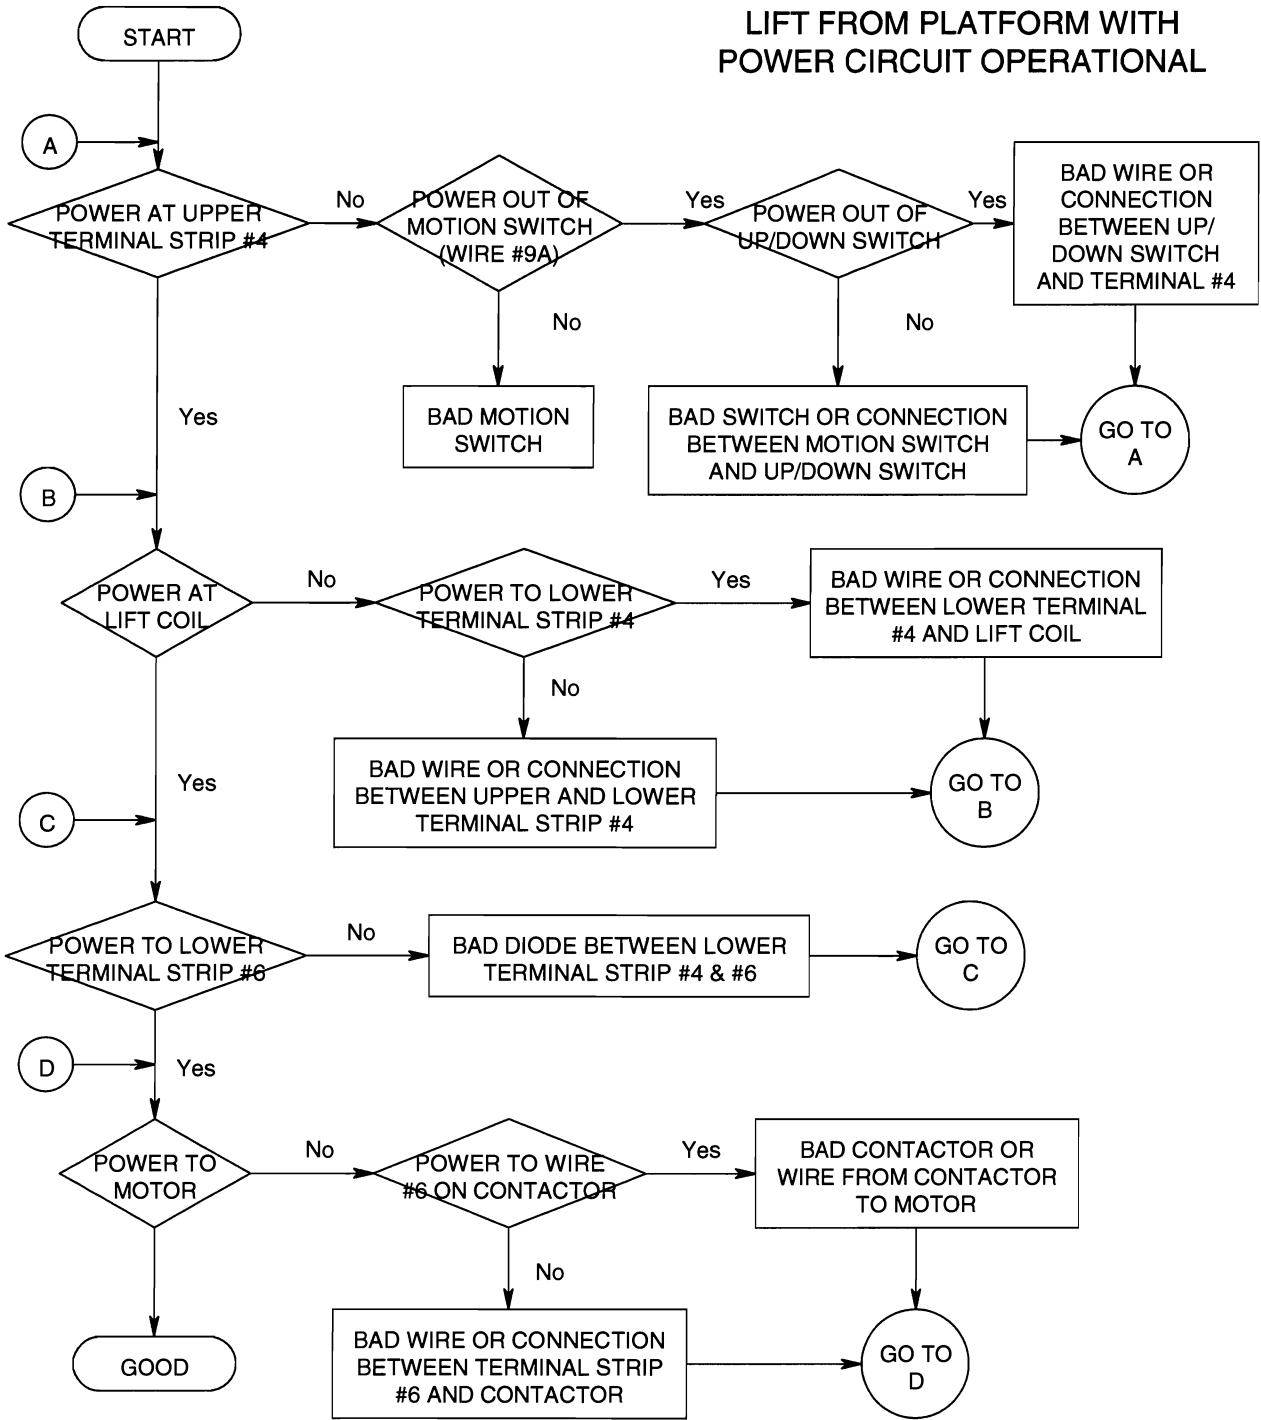 LIFT FROM PLATFORM WITH
POWER CIRCUIT OPERATIONAL
START
A
POWER AT UPPER
TERMINAL STRIP #4
No
POWER OUT OF
MOTION SWITCH
(WIRE #9A)
Yes
POWER OUT OF
UP/DOWN SWITCH
Yes
BAD WIRE OR
CONNECTION
BETWEEN UP/
DOWN SWITCH
AND TERMINAL #4
No
No
Yes
BAD MOTION
SWITCH
BAD SWITCH OR CONNECTION
BETWEEN MOTION SWITCH
AND UP/DOWN SWITCH
GO TO
A
B
POWER AT
LIFT COIL
No
POWER TO LOWER
TERMINAL STRIP #4
Yes
BAD WIRE OR CONNECTION
BETWEEN LOWER TERMINAL
#4 AND LIFT COIL
No
Yes
BAD WIRE OR CONNECTION
BETWEEN UPPER AND LOWER
TERMINAL STRIP #4
GO TO
B
C
POWER TO LOWER
TERMINAL STRIP #6
No
BAD DIODE BETWEEN LOWER
TERMINAL STRIP #4 & #6
GO TO
C
D
Yes
POWER TO
MOTOR
No
POWER TO WIRE
#6 ON CONTACTOR
Yes
BAD CONTACTOR OR
WIRE FROM CONTACTOR
TO MOTOR
No
GOOD
BAD WIRE OR CONNECTION
BETWEEN TERMINAL STRIP
#6 AND CONTACTOR
GO TO
D